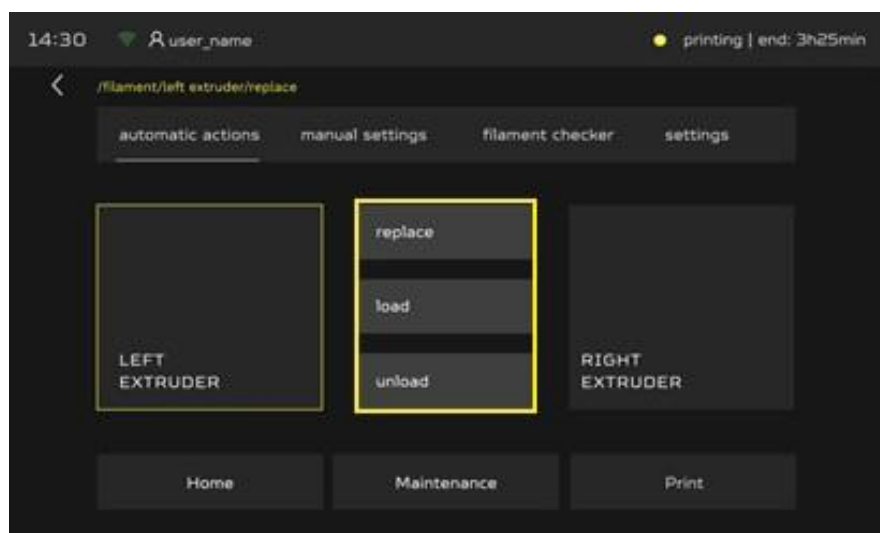 14:30 user_name printing | end: 3h25min
/filament/left extruder/replace
automatic actions manual settings filament checker settings
replace
load
unload
LEFT
EXTRUDER
RIGHT
EXTRUDER
Home Maintenance Print